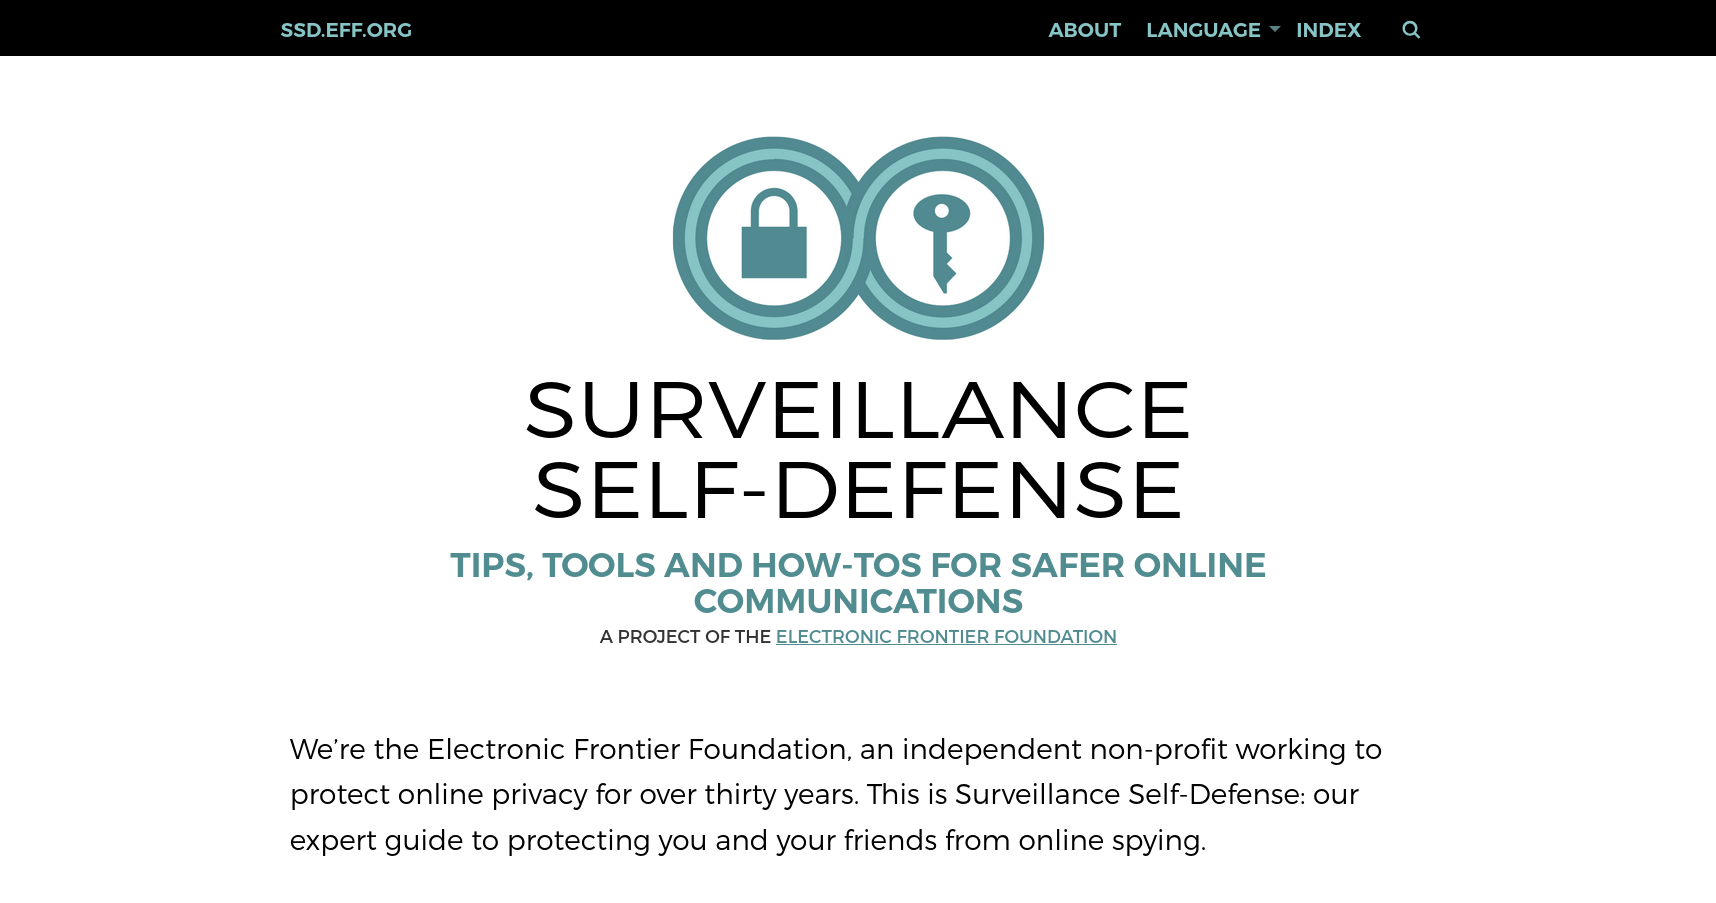 SSD.EFF.ORG
ABOUT LANGUAGE INDEX
SURVEILLANCE
SELF-DEFENSE
TIPS, TOOLS AND HOW-TOS FOR SAFER ONLINE
COMMUNICATIONS
A PROJECT OF THE ELECTRONIC FRONTIER FOUNDATION
We’re the Electronic Frontier Foundation, an independent non-profit working to
protect online privacy for over thirty years. This is Surveillance Self-Defense: our
expert guide to protecting you and your friends from online spying.